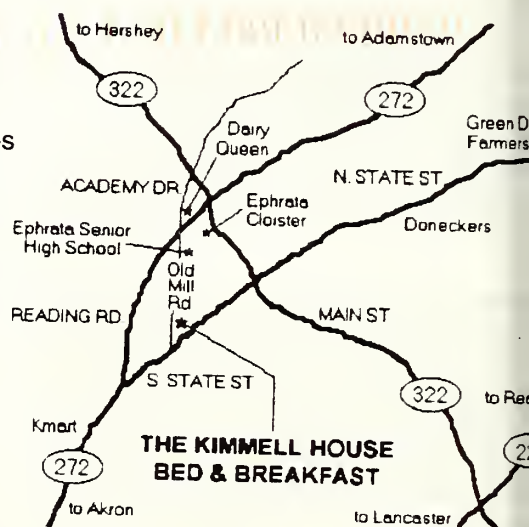 to Hershey
to Adamstown
322
272
Dairy
Queen
Green D
Farmers
ACADEMY DR.
N. STATE ST
Ephrata
Cloister
Doneckers
Ephrata Senior
High School
Old
Mill
Rd
READING RD
MAIN ST
S STATE ST
322
to Rea
Kmart
THE KIMMELL HOUSE
BED & BREAKFAST
272
to Akron
to Lancaster